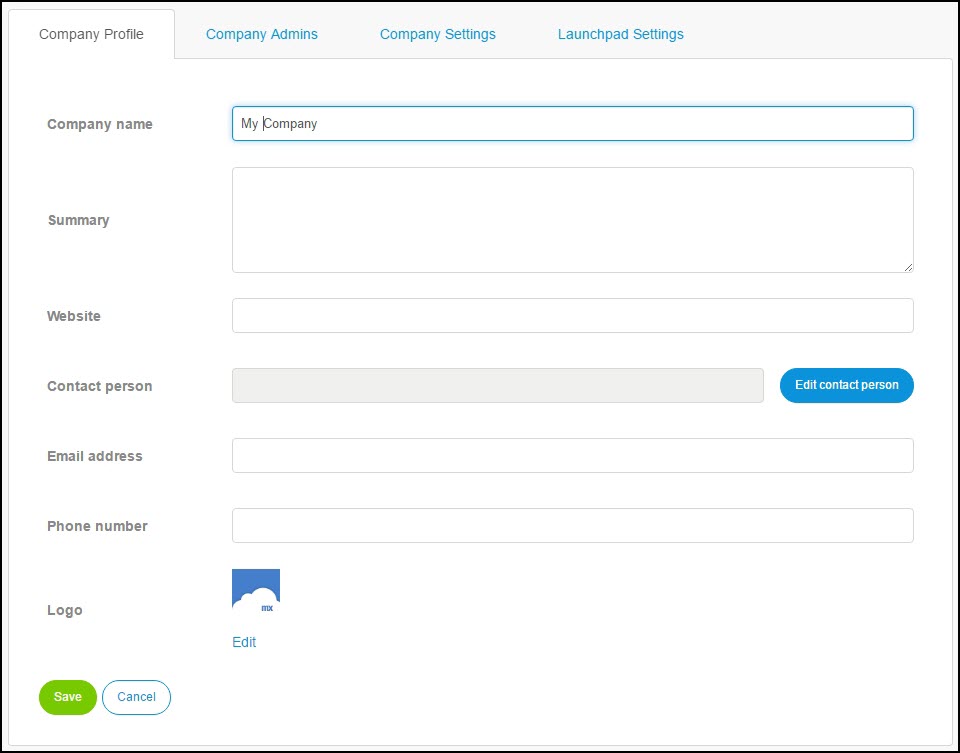 Company Profile Company Admins Company Settings Launchpad Settings
Company name My Company
Summary
Website
Contact person Edit contact person
Email address
Phone number
mx
Logo
Edit
Save Cancel